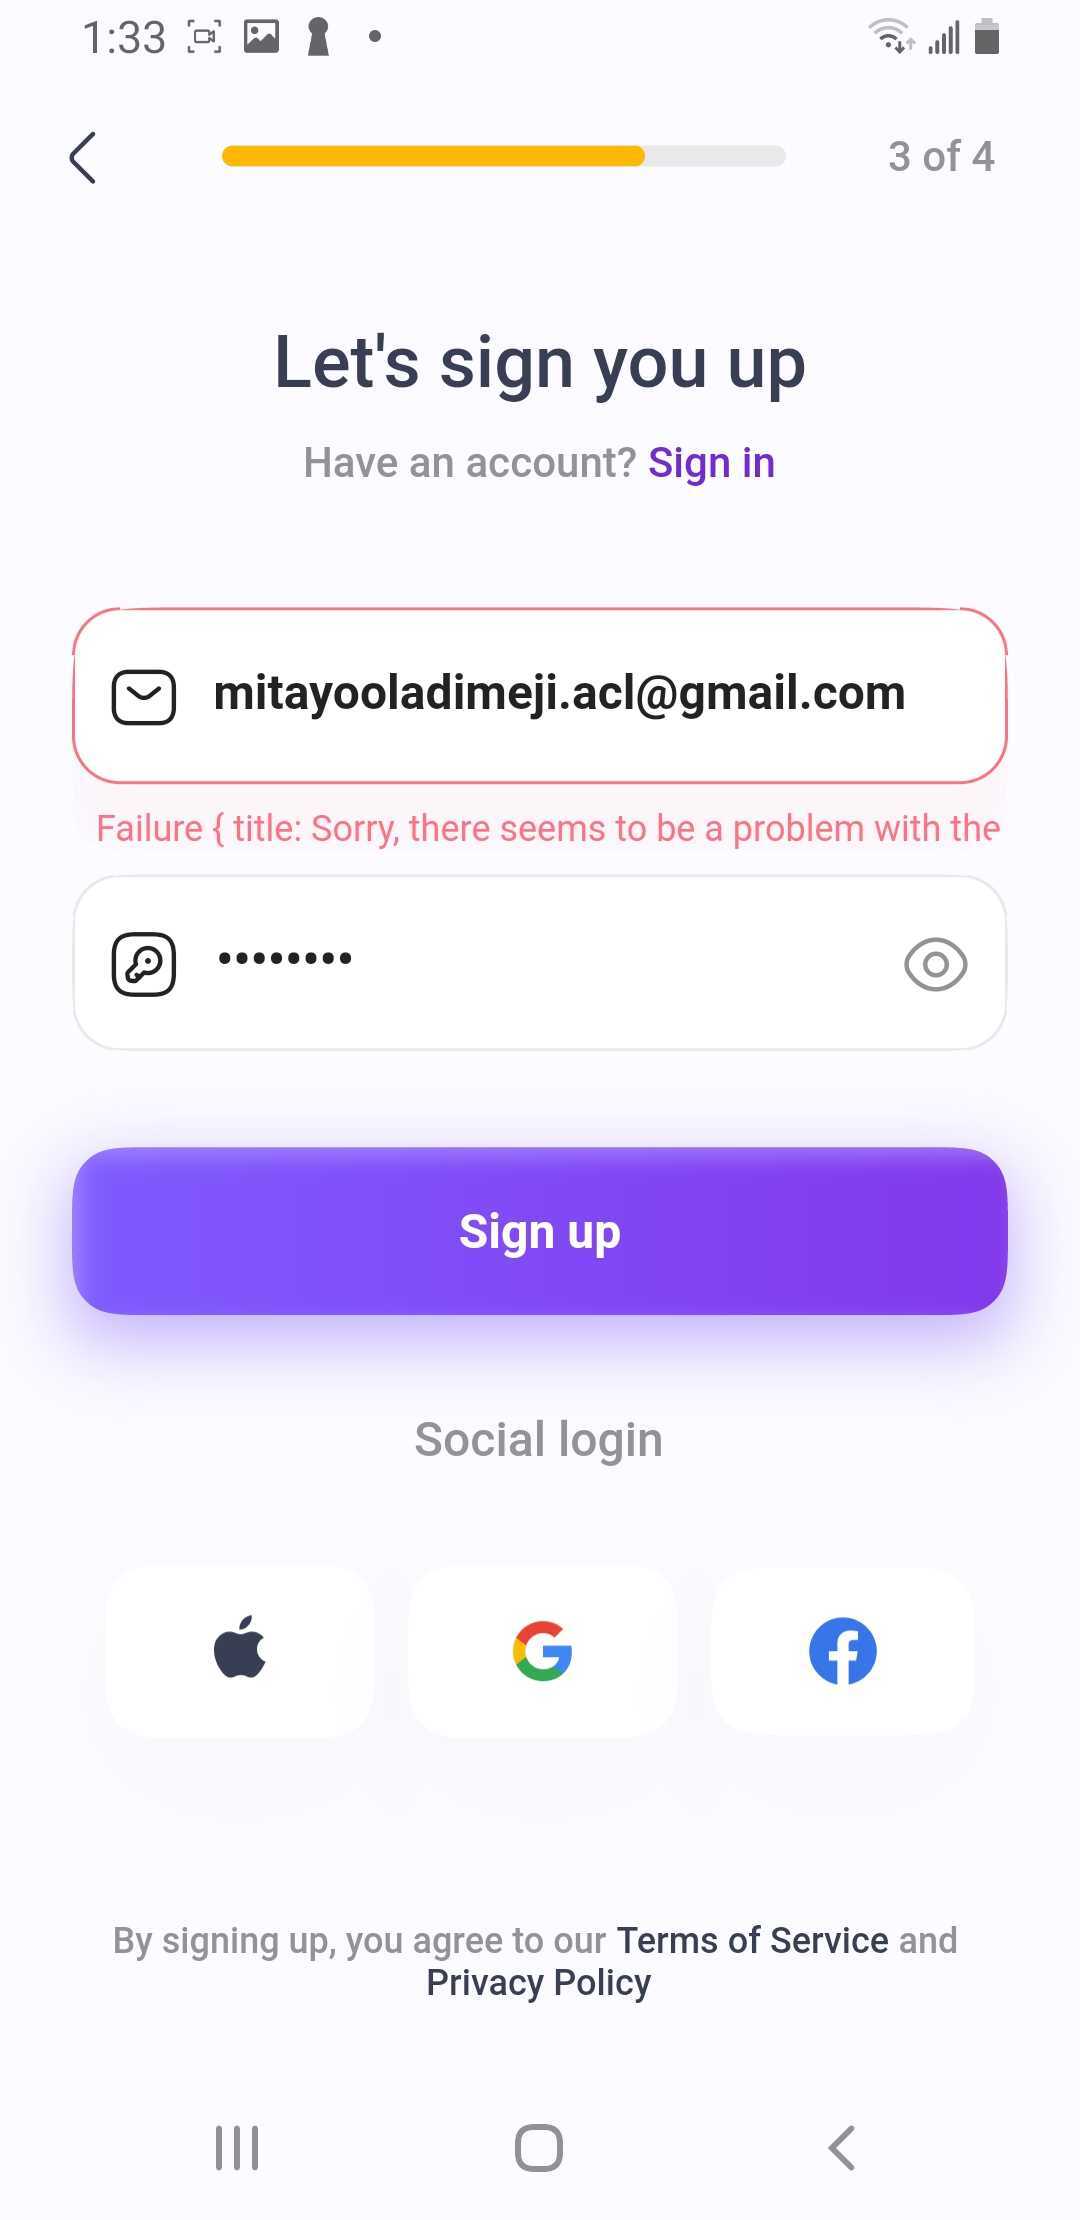 1:33
3 of 4
Let's sign you up
Have an account? Sign in
mitayooladimeji.acl@gmail.com
Failure { title: Sorry, there seems to be a problem with the
••••••••
Sign up
Social login
By signing up, you agree to our Terms of Service and
Privacy Policy